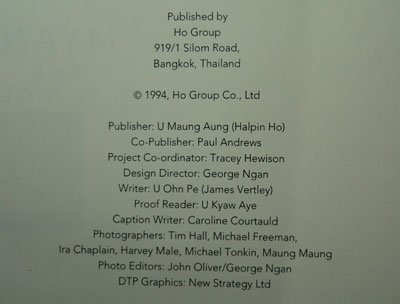 Published by
Ho Group
919/1 Silom Road,
Bangkok, Thailand
© 1994, Ho Group Co., Ltd
Publisher: U Maung Aung (Halpin Ho)
Co-Publisher: Paul Andrews
Project Co-ordinator: Tracey Hewison
Design Director: George Ngan
Writer: U Ohn Pe (James Vertley)
Proof Reader: U Kyaw Aye
Caption Writer: Caroline Courtauld
Photographers: Tim Hall, Michael Freeman,
Ira Chaplain, Harvey Male, Michael Tonkin, Maung Maung
Photo Editors: John Oliver/George Ngan
DTP Graphics: New Strategy Ltd